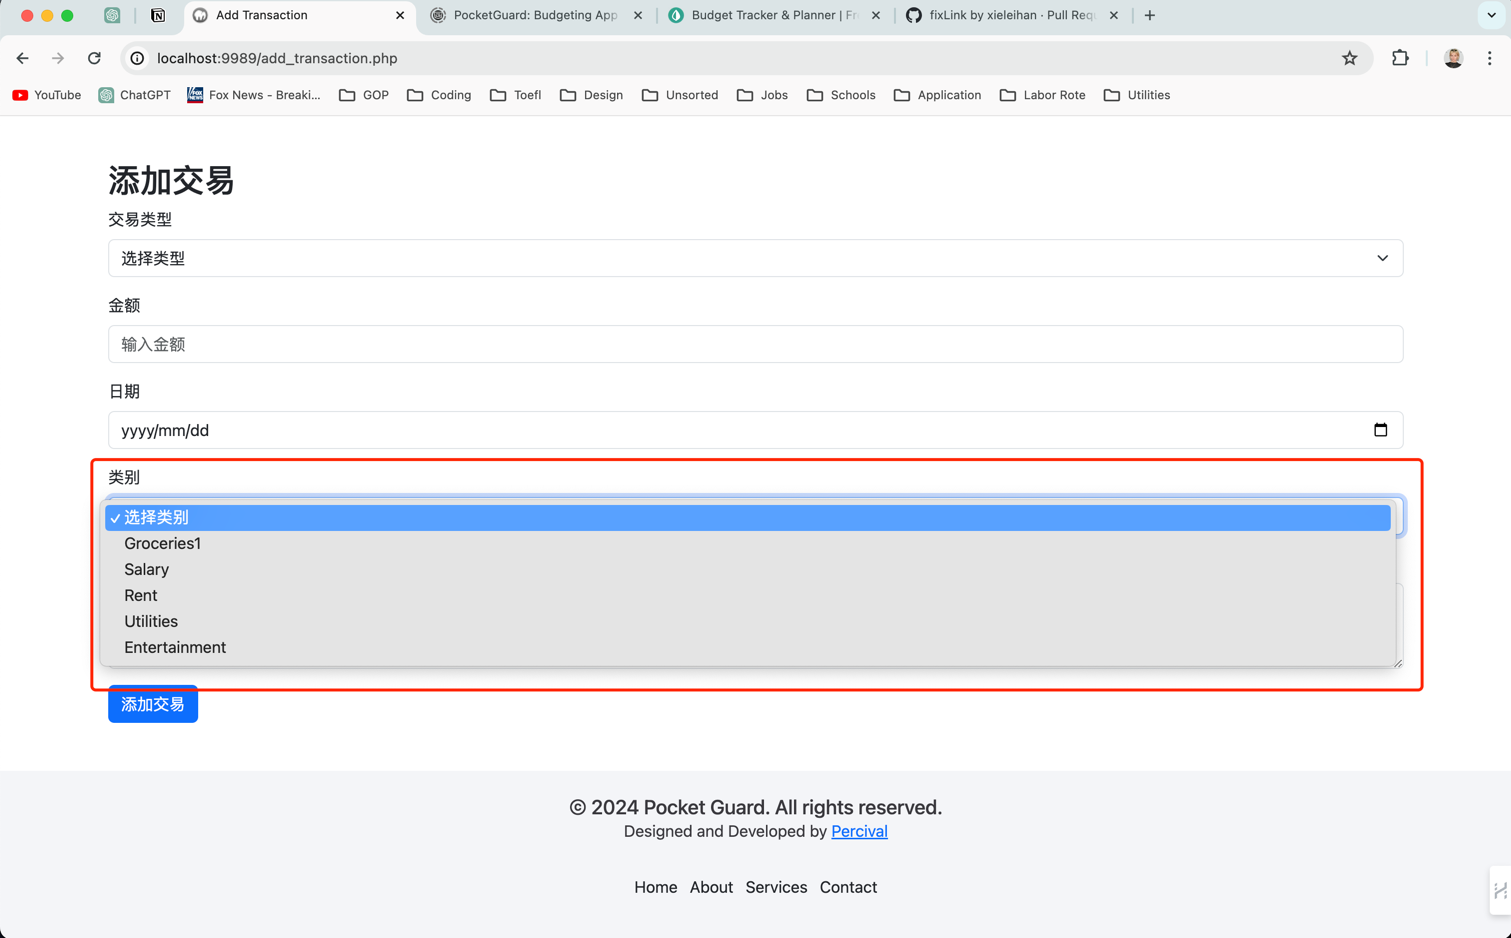 Add Transaction
PocketGuard: Budgeting App
Budget Tracker & Planner | Fr
fixLink by xieleihan · Pull Requ
localhost:9989/add_transaction.php
YouTube
ChatGPT
FOX NEWS
Fox News - Breaki...
GOP
Coding
Toefl
Design
Unsorted
Jobs
Schools
Application
Labor Rote
Utilities
添加交易
交易类型
选择类型
金额
输入金额
日期
yyyy/mm/dd
类别
✓ 选择类别
Groceries1
Salary
Rent
Utilities
Entertainment
添加交易
© 2024 Pocket Guard. All rights reserved.
Designed and Developed by Percival
Home About Services Contact